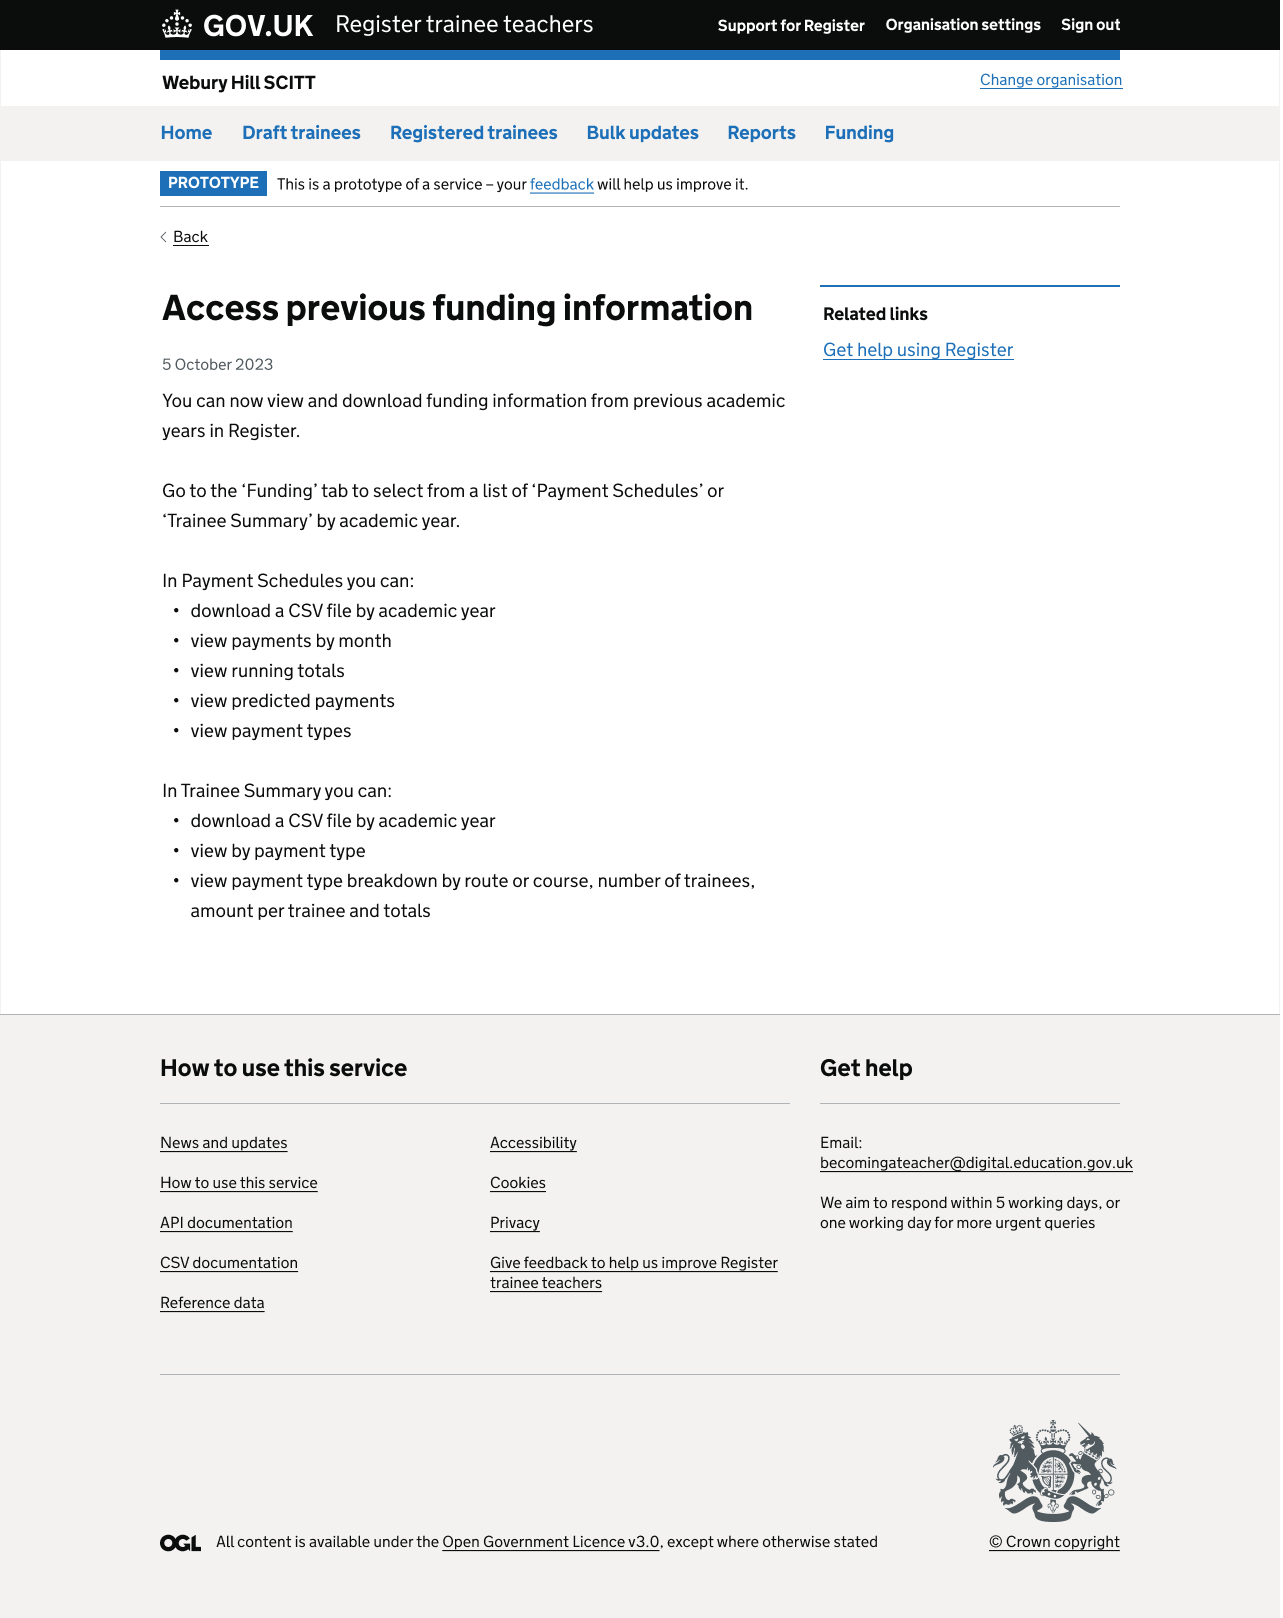 GOV.UK Register trainee teachers Support for Register Organisation settings Sign out
Webury Hill SCITT Change organisation
Home Draft trainees Registered trainees Bulk updates Reports Funding
PROTOTYPE This is a prototype of a service – your feedback will help us improve it.
Back
Access previous funding information
5 October 2023
You can now view and download funding information from previous academic
years in Register.
Go to the ‘Funding’ tab to select from a list of ‘Payment Schedules’ or
‘Trainee Summary’ by academic year.
In Payment Schedules you can:
• download a CSV file by academic year
• view payments by month
• view running totals
• view predicted payments
• view payment types
In Trainee Summary you can:
• download a CSV file by academic year
• view by payment type
• view payment type breakdown by route or course, number of trainees,
amount per trainee and totals
Related links
Get help using Register
How to use this service
News and updates
How to use this service
API documentation
CSV documentation
Reference data
Accessibility
Cookies
Privacy
Give feedback to help us improve Register
trainee teachers
Get help
Email:
becomingateacher@digital.education.gov.uk
We aim to respond within 5 working days, or
one working day for more urgent queries
OGL All content is available under the Open Government Licence v3.0, except where otherwise stated
© Crown copyright